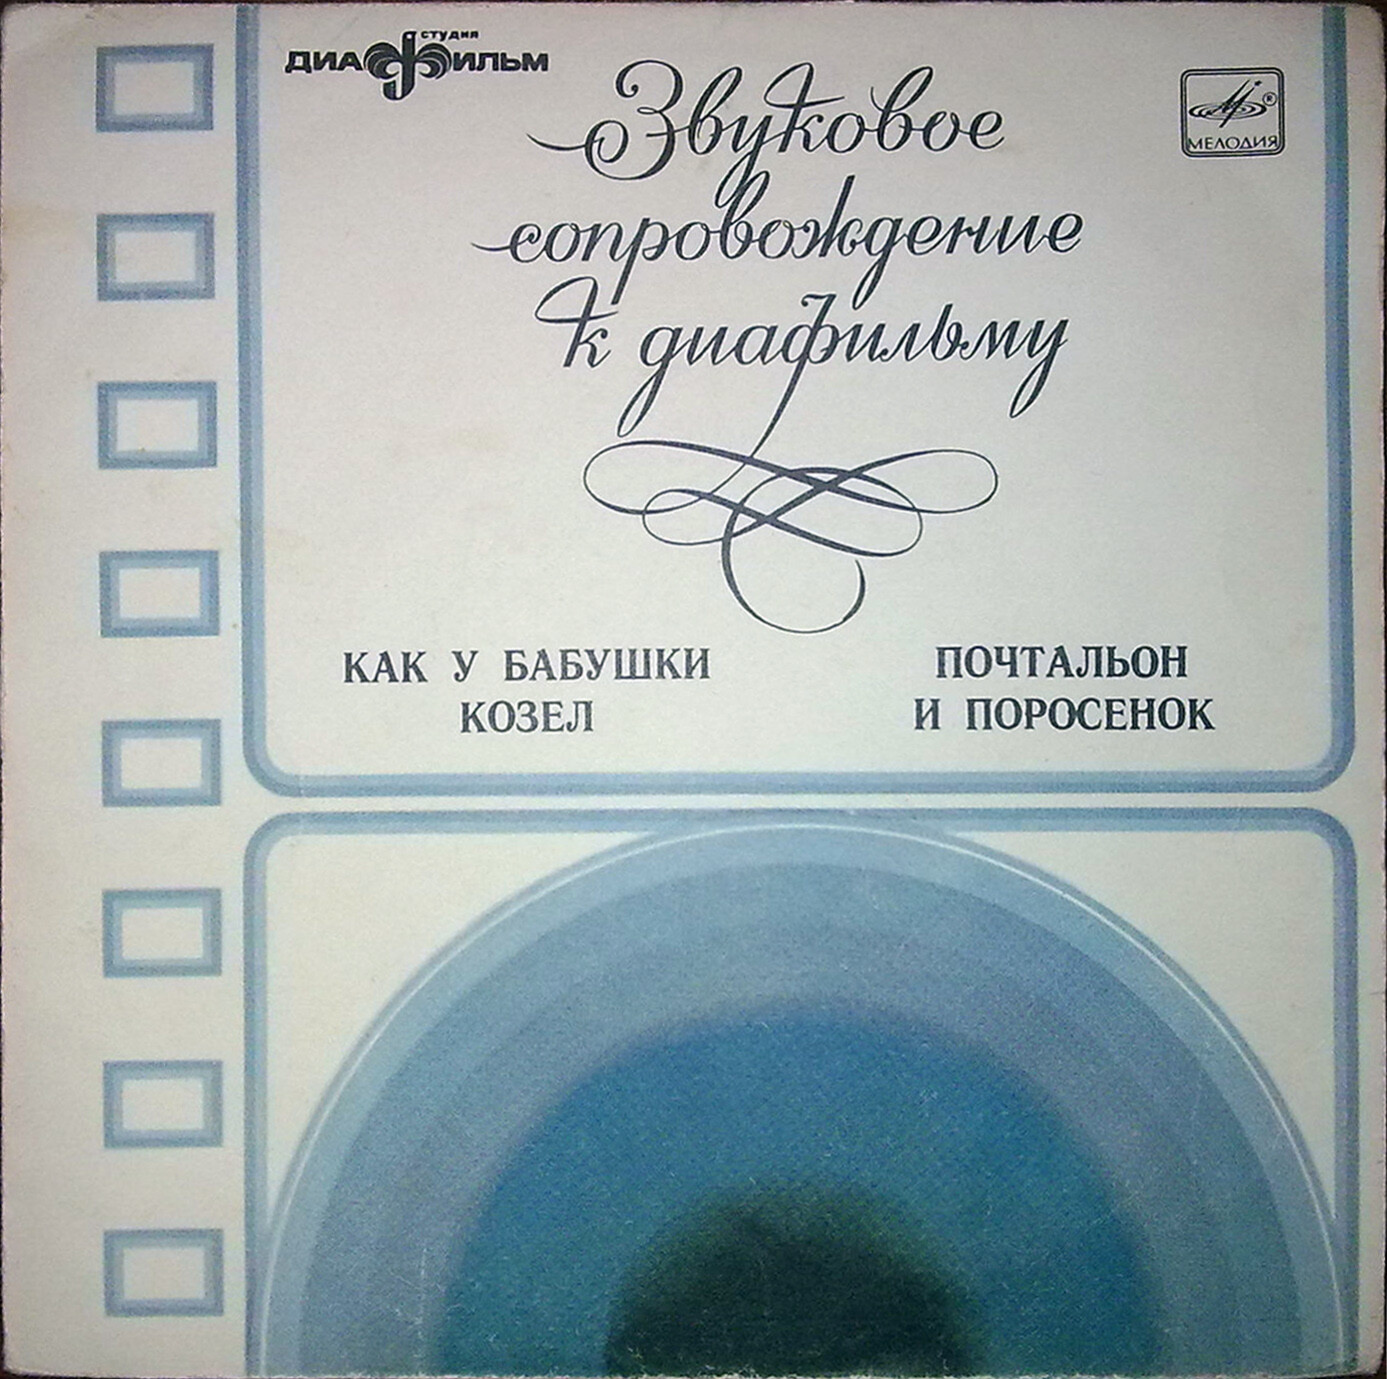 студия
ДИАФИЛЬМ
Звуковое
сопровождение
к диафильму
МЕЛОДИЯ
®
КАК У БАБУШКИ
КОЗЕЛ
ПОЧТАЛЬОН
И ПОРОСЕНОК